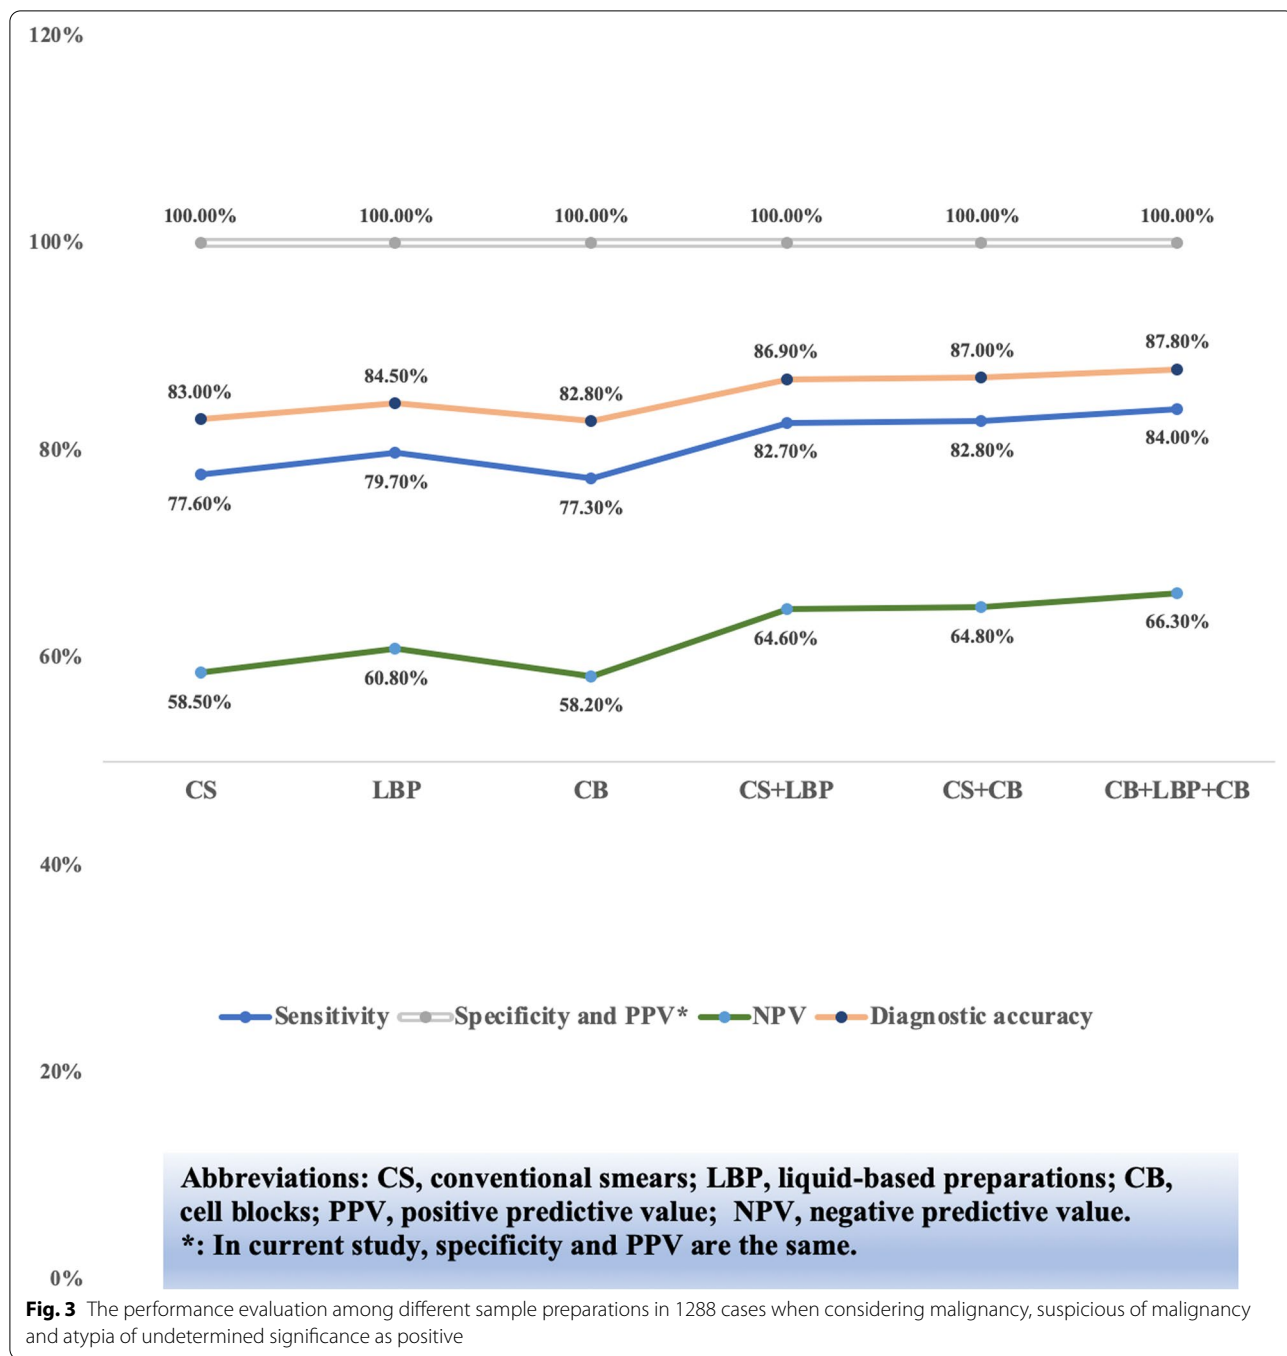 120%
100.00% 100.00% 100.00% 100.00% 100.00% 100.00%
100%
83.00% 84.50% 82.80% 86.90% 87.00% 87.80%
80%
77.60% 79.70% 77.30% 82.70% 82.80% 84.00%
60%
58.50% 60.80% 58.20% 64.60% 64.80% 66.30%
CS LBP CB CS+LBP CS+CB CB+LBP+CB
40%
Sensitivity Specificity and PPV* NPV Diagnostic accuracy
20%
Abbreviations: CS, conventional smears; LBP, liquid-based preparations; CB,
cell blocks; PPV, positive predictive value; NPV, negative predictive value.
*: In current study, specificity and PPV are the same.
0%
Fig. 3 The performance evaluation among different sample preparations in 1288 cases when considering malignancy, suspicious of malignancy
and atypia of undetermined significance as positive